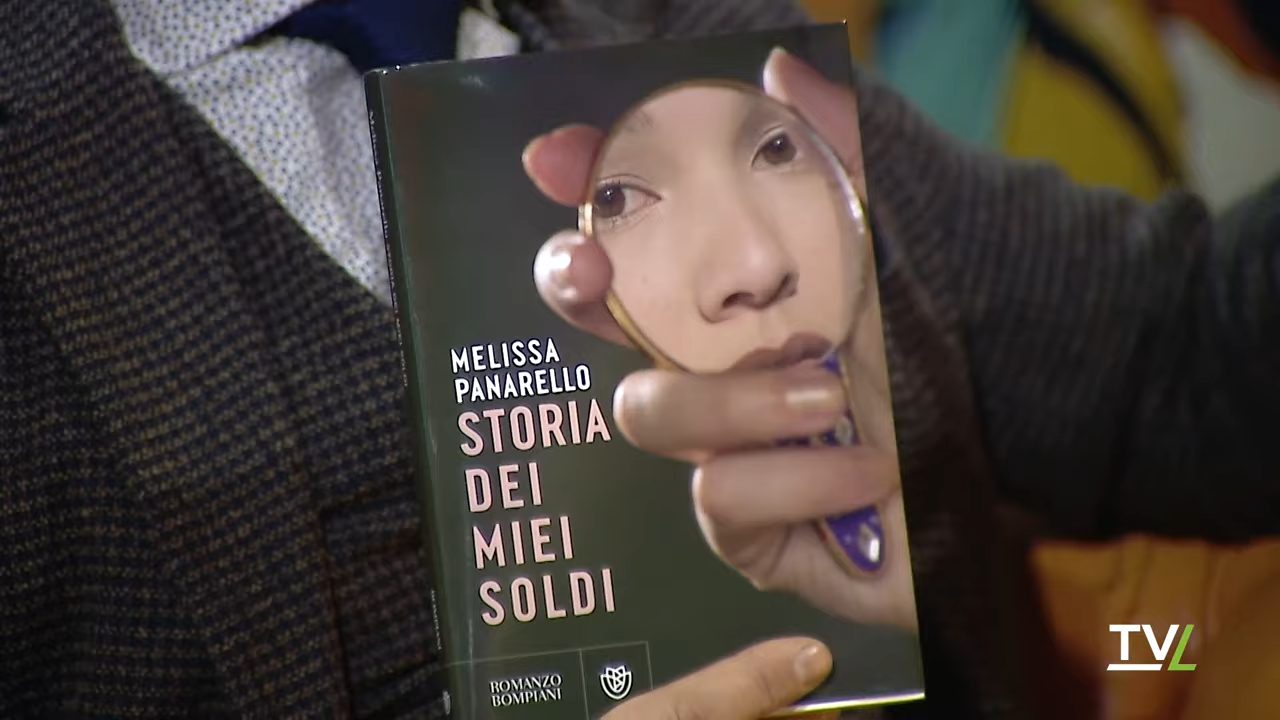 MELISSA
PANARELLO
STORIA
DEI
MIEI
SOLDI
ROMANZO
BOMPIANI
TVL